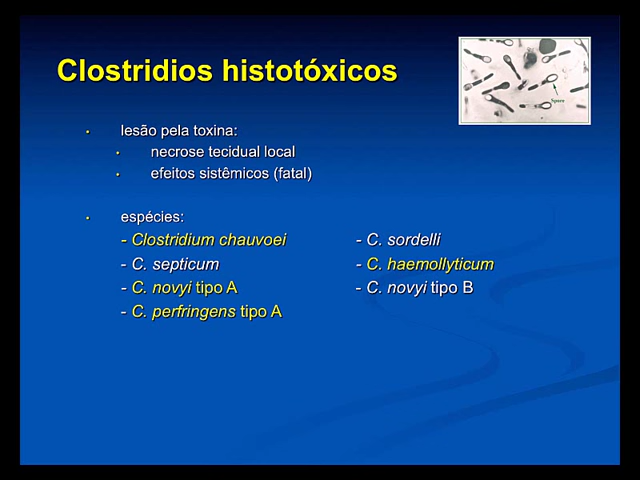 Clostridios histotóxicos
Spore
• lesão pela toxina:
• necrose tecidual local
• efeitos sistêmicos (fatal)
• espécies:
- Clostridium chauvoei
- C. septicum
- C. novyi tipo A
- C. perfringens tipo A
- C. sordelli
- C. haemollyticum
- C. novyi tipo B